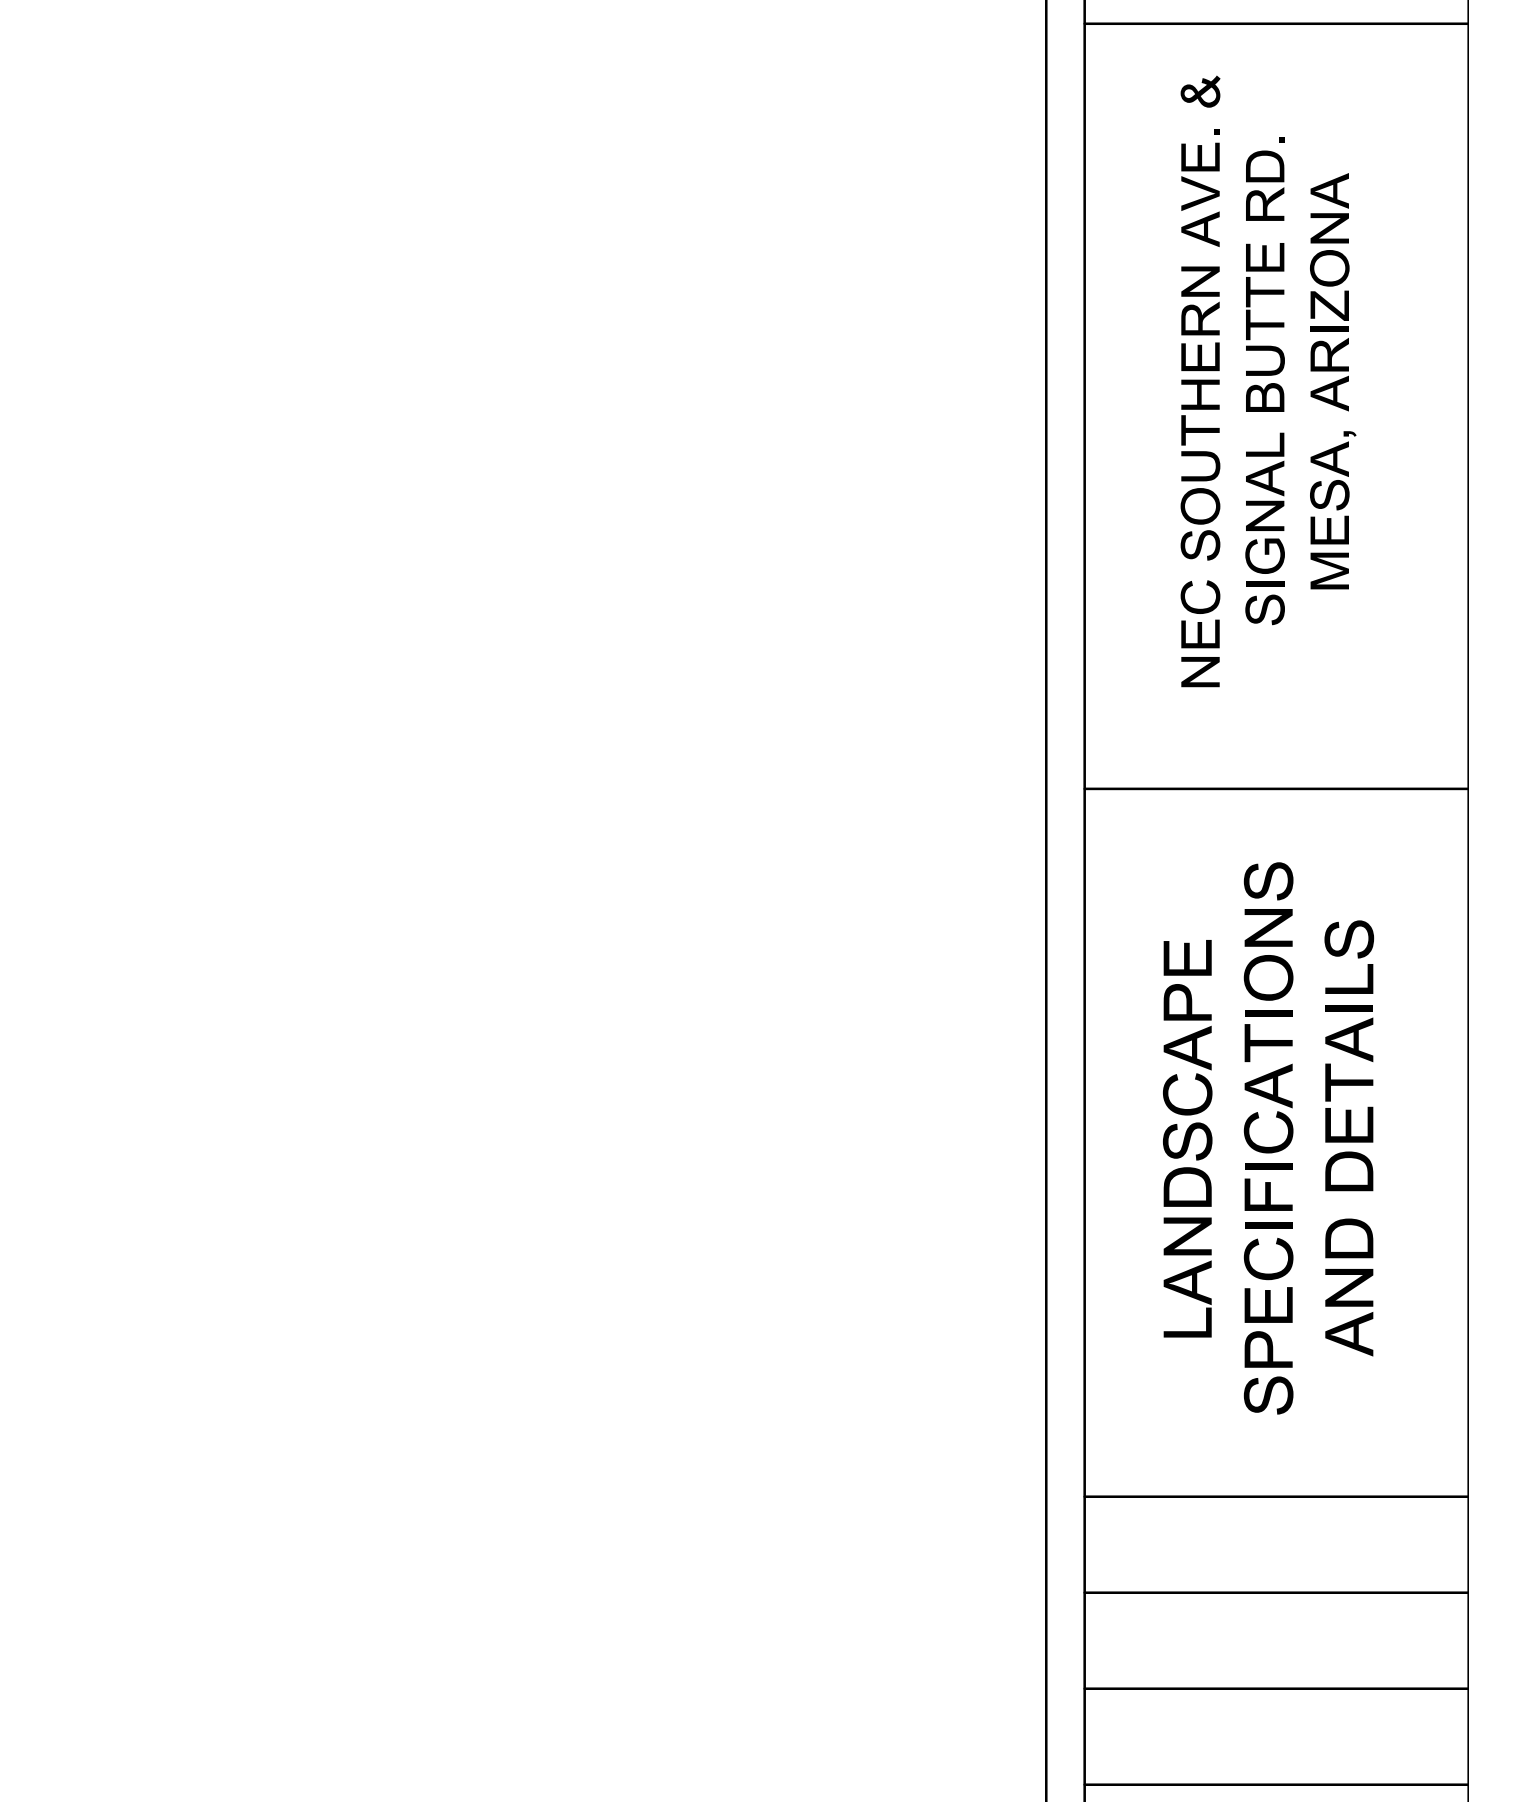 NEC SOUTHERN AVE. &
SIGNAL BUTTE RD.
MESA, ARIZONA
LANDSCAPE
SPECIFICATIONS
AND DETAILS